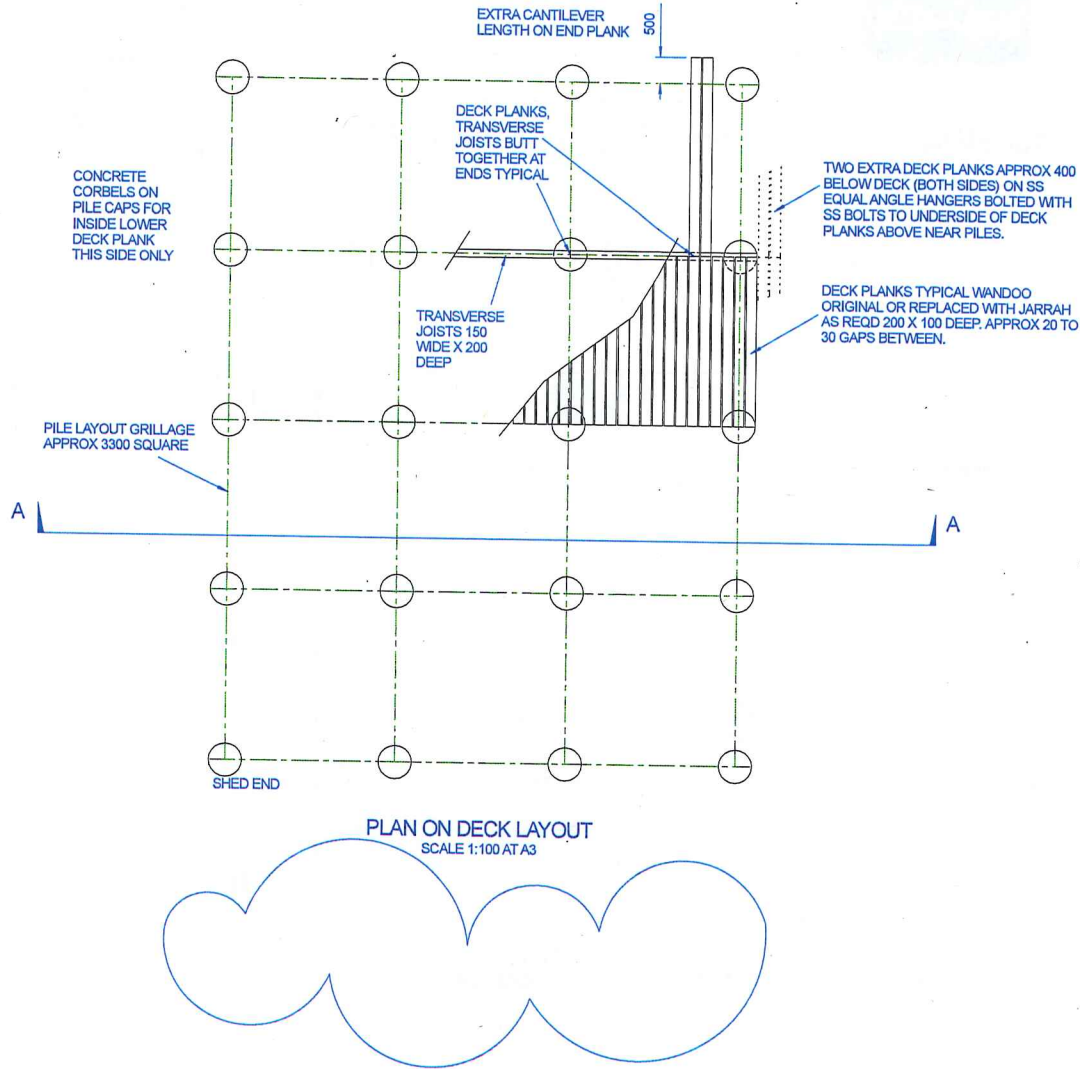 EXTRA CANTILEVER
LENGTH ON END PLANK
500
DECK PLANKS,
TRANSVERSE
JOISTS BUTT
TOGETHER AT
ENDS TYPICAL
CONCRETE
CORBELS ON
PILE CAPS FOR
INSIDE LOWER
DECK PLANK
THIS SIDE ONLY
TWO EXTRA DECK PLANKS APPROX 400
BELOW DECK (BOTH SIDES) ON SS
EQUAL ANGLE HANGERS BOLTED WITH
SS BOLTS TO UNDERSIDE OF DECK
PLANKS ABOVE NEAR PILES.
TRANSVERSE
JOISTS 150
WIDE X 200
DEEP
DECK PLANKS TYPICAL WANDOO
ORIGINAL OR REPLACED WITH JARRAH
AS REQD 200 X 100 DEEP. APPROX 20 TO
30 GAPS BETWEEN.
PILE LAYOUT GRILLAGE
APPROX 3300 SQUARE
A
A
SHED END
PLAN ON DECK LAYOUT
SCALE 1:100 AT A3